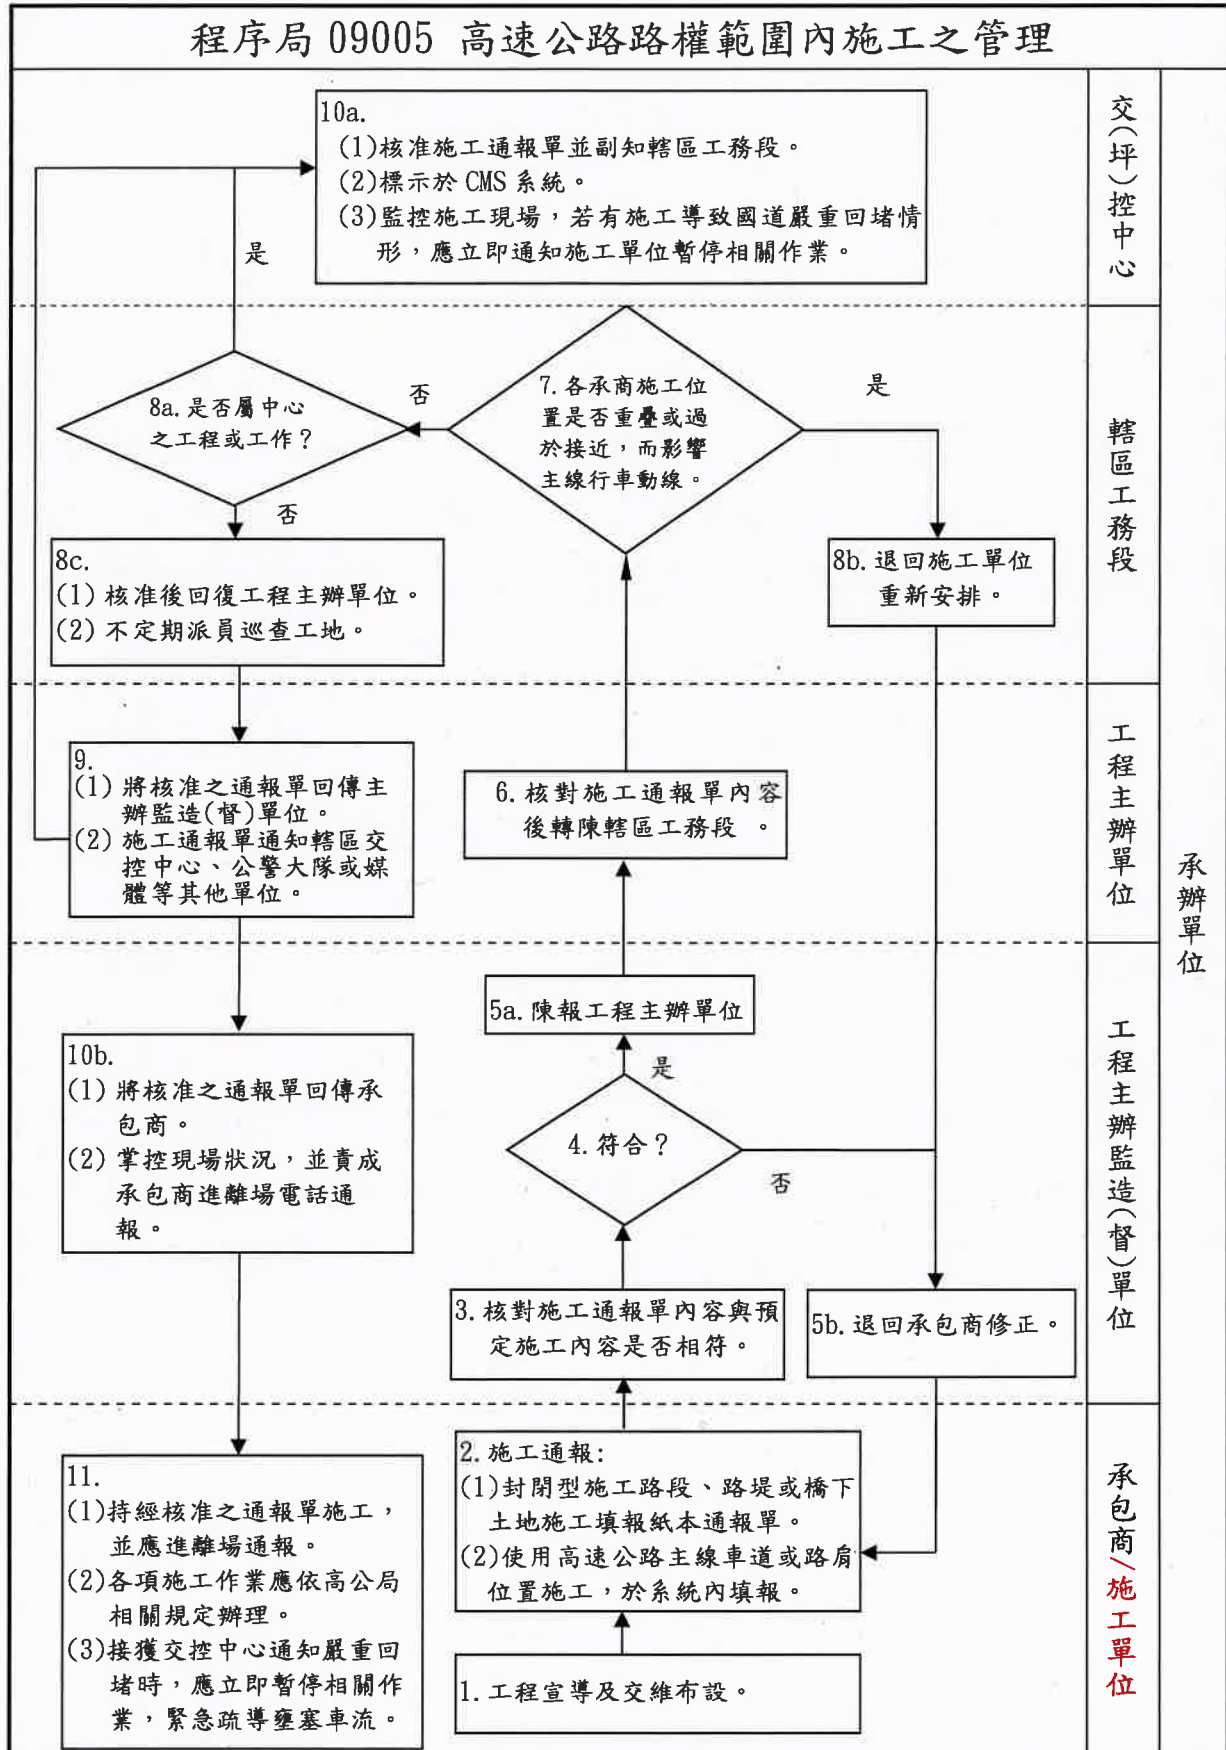 程序局 09005 高速公路路權範圍內施工之管理
10a.
(1)核准施工通報單並副知轄區工務段。
(2)標示於 CMS 系統。
(3)監控施工現場，若有施工導致國道嚴重回堵情
形，應立即通知施工單位暫停相關作業。
交(坪)控中心
是
8a.是否屬中心
之工程或工作？
否
7.各承商施工位
置是否重疊或過
於接近，而影響
主線行車動線。
是
轄區工務段
否
8c.
(1) 核准後回復工程主辦單位。
(2) 不定期派員巡查工地。
8b.退回施工單位
重新安排。
9.
(1) 將核准之通報單回傳主
辦監造(督)單位。
(2) 施工通報單通知轄區交
控中心、公警大隊或媒
體等其他單位。
6.核對施工通報單內容
後轉陳轄區工務段 。
工程主辦單位
承辦單位
5a.陳報工程主辦單位
是
4.符合？
否
10b.
(1) 將核准之通報單回傳承
包商。
(2) 掌控現場狀況，並責成
承包商進離場電話通
報。
3.核對施工通報單內容與預
定施工內容是否相符。
5b.退回承包商修正。
工程主辦監造(督)單位
11.
(1)持經核准之通報單施工，
並應進離場通報。
(2)各項施工作業應依高公局
相關規定辦理。
(3)接獲交控中心通知嚴重回
堵時，應立即暫停相關作
業，緊急疏導壅塞車流。
2.施工通報:
(1)封閉型施工路段、路堤或橋下
土地施工填報紙本通報單。
(2)使用高速公路主線車道或路肩
位置施工，於系統內填報。
1.工程宣導及交維布設。
承包商/施工單位